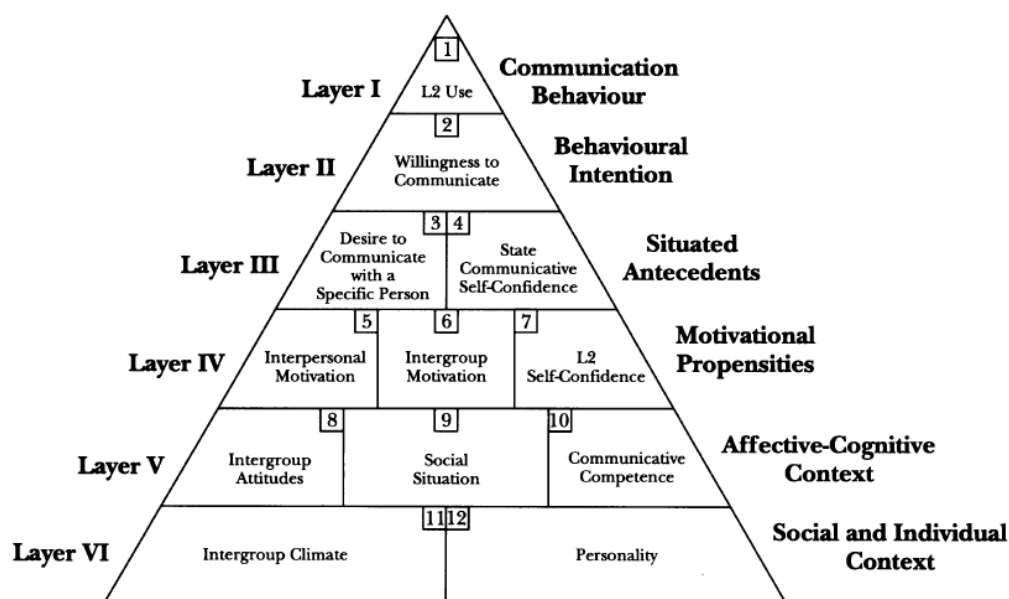 1
Layer I
L2 Use
Communication
Behaviour
2
Layer II
Willingness to
Communicate
Behavioural
Intention
3 4
Layer III
Desire to
Communicate
with a
Specific Person
State
Communicative
Self-Confidence
Situated
Antecedents
5 6 7
Layer IV
Interpersonal
Motivation
Intergroup
Motivation
L2
Self-Confidence
Motivational
Propensities
8 9 10
Layer V
Intergroup
Attitudes
Social
Situation
Communicative
Competence
Affective-Cognitive
Context
11 12
Layer VI
Intergroup Climate
Personality
Social and Individual
Context